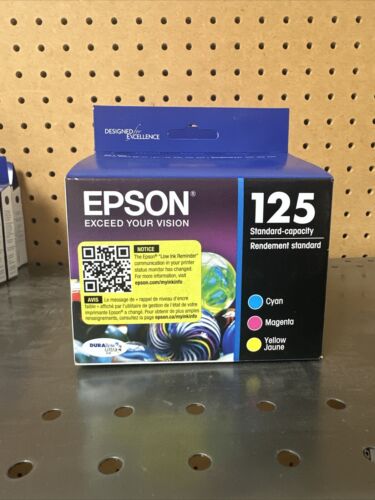 DESIGNED for
EXCELLENCE
EPSON®
EXCEED YOUR VISION
125
Standard-capacity
Rendement standard
NOTICE
The Epson® "Low Ink Reminder"
communication in your printer
status monitor has changed.
For more information, visit
epson.com/myinkinfo
AVIS
Le message de « rappel de niveau d'encre
faible » affiché par l'utilitaire de gestion de l'état de votre
imprimante Epson® a changé. Pour obtenir de plus amples
renseignements, consultez la page epson.ca/myinkinfo
Cyan
Magenta
Yellow
Jaune
DURABrite
Ultra